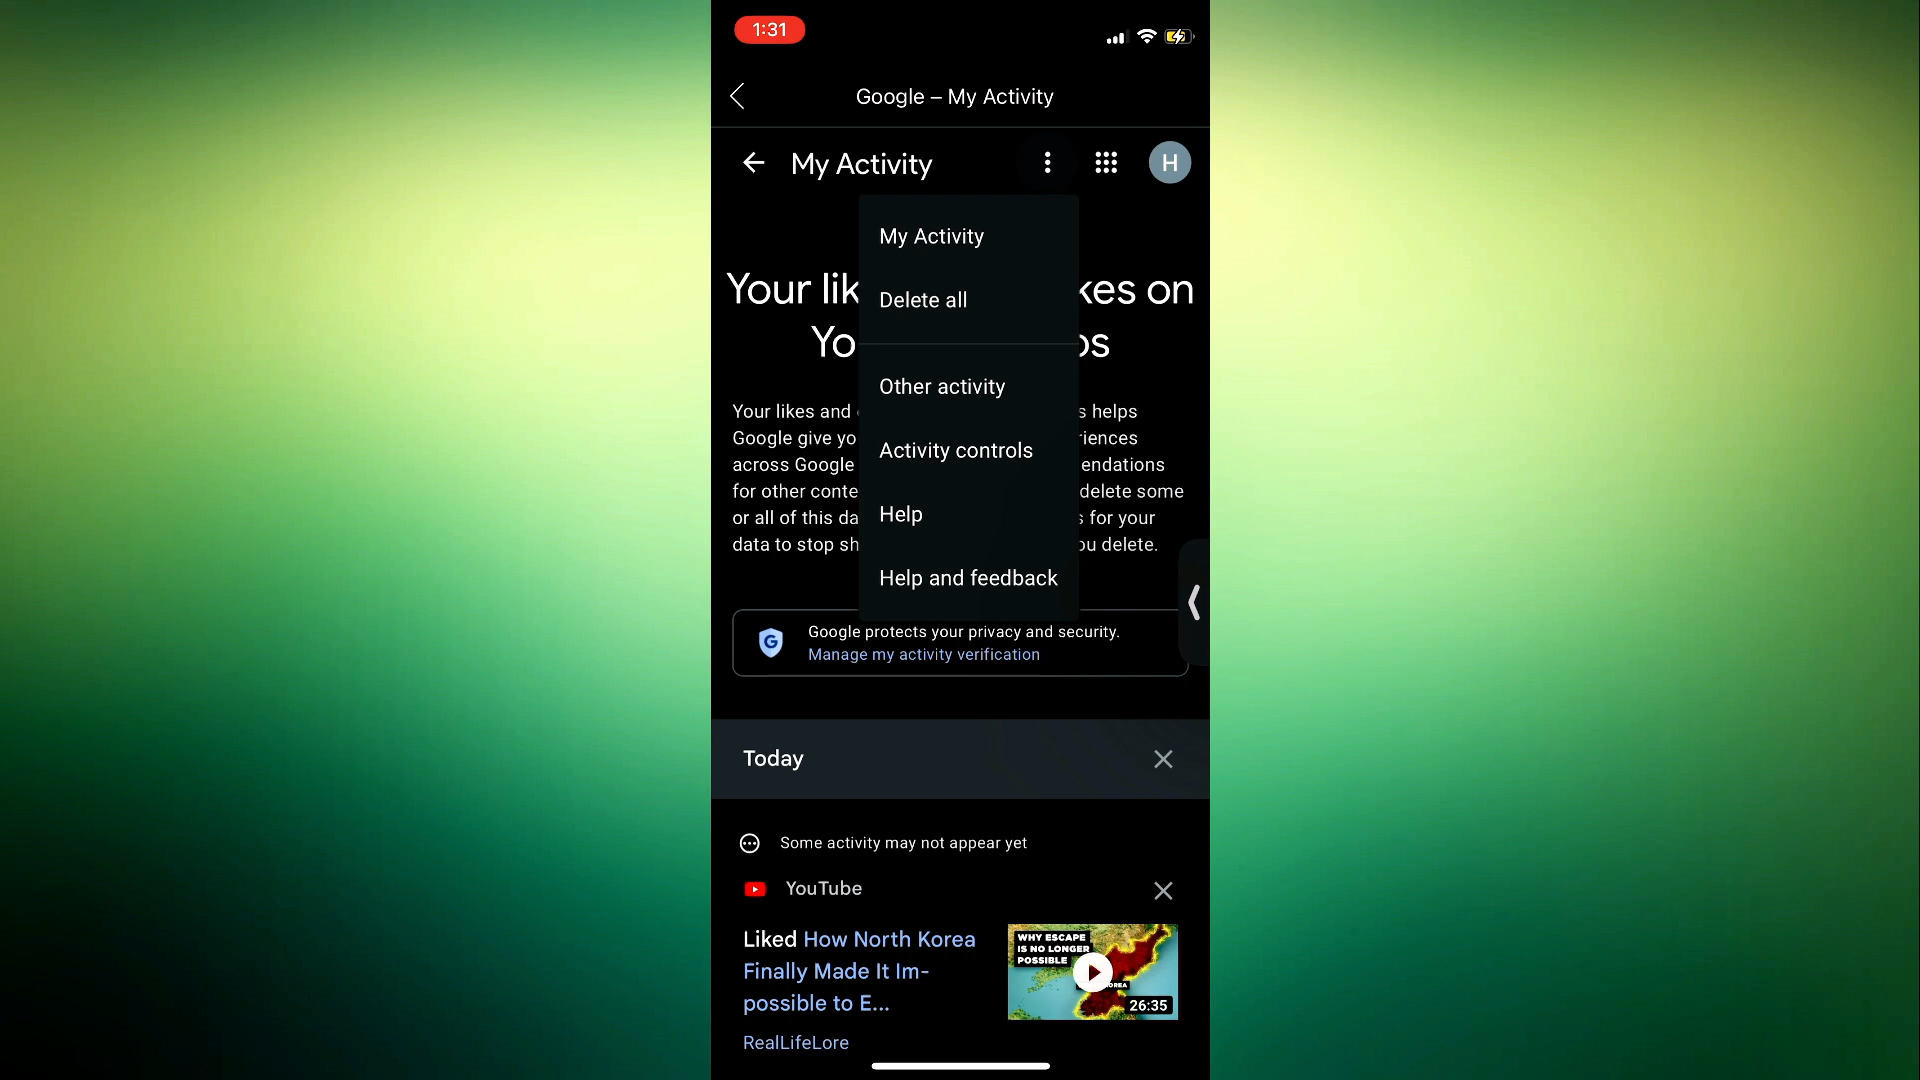 1:31
Google – My Activity
My Activity
H
My Activity
Delete all
Other activity
Activity controls
Help
Help and feedback
Your lik kes on
Yo os
Your likes and s helps
Google give yo riences
across Google endations
for other conte delete some
or all of this da s for your
data to stop sh ou delete.
Google protects your privacy and security.
Manage my activity verification
Today
Some activity may not appear yet
YouTube
Liked How North Korea
Finally Made It Im-
possible to E...
RealLifeLore
WHY ESCAPE
IS NO LONGER
POSSIBLE
26:35